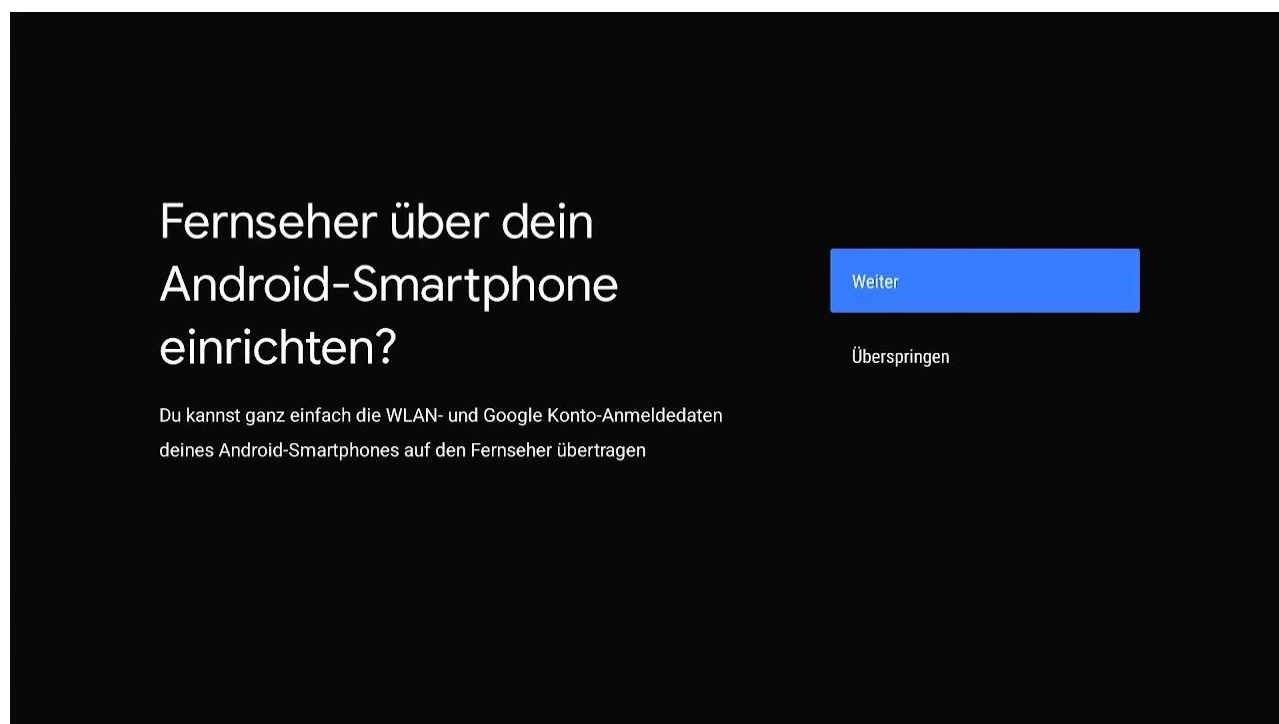 Fernseher über dein
Android-Smartphone
einrichten?
Du kannst ganz einfach die WLAN- und Google Konto-Anmeldedaten
deines Android-Smartphones auf den Fernseher übertragen
Weiter
Überspringen